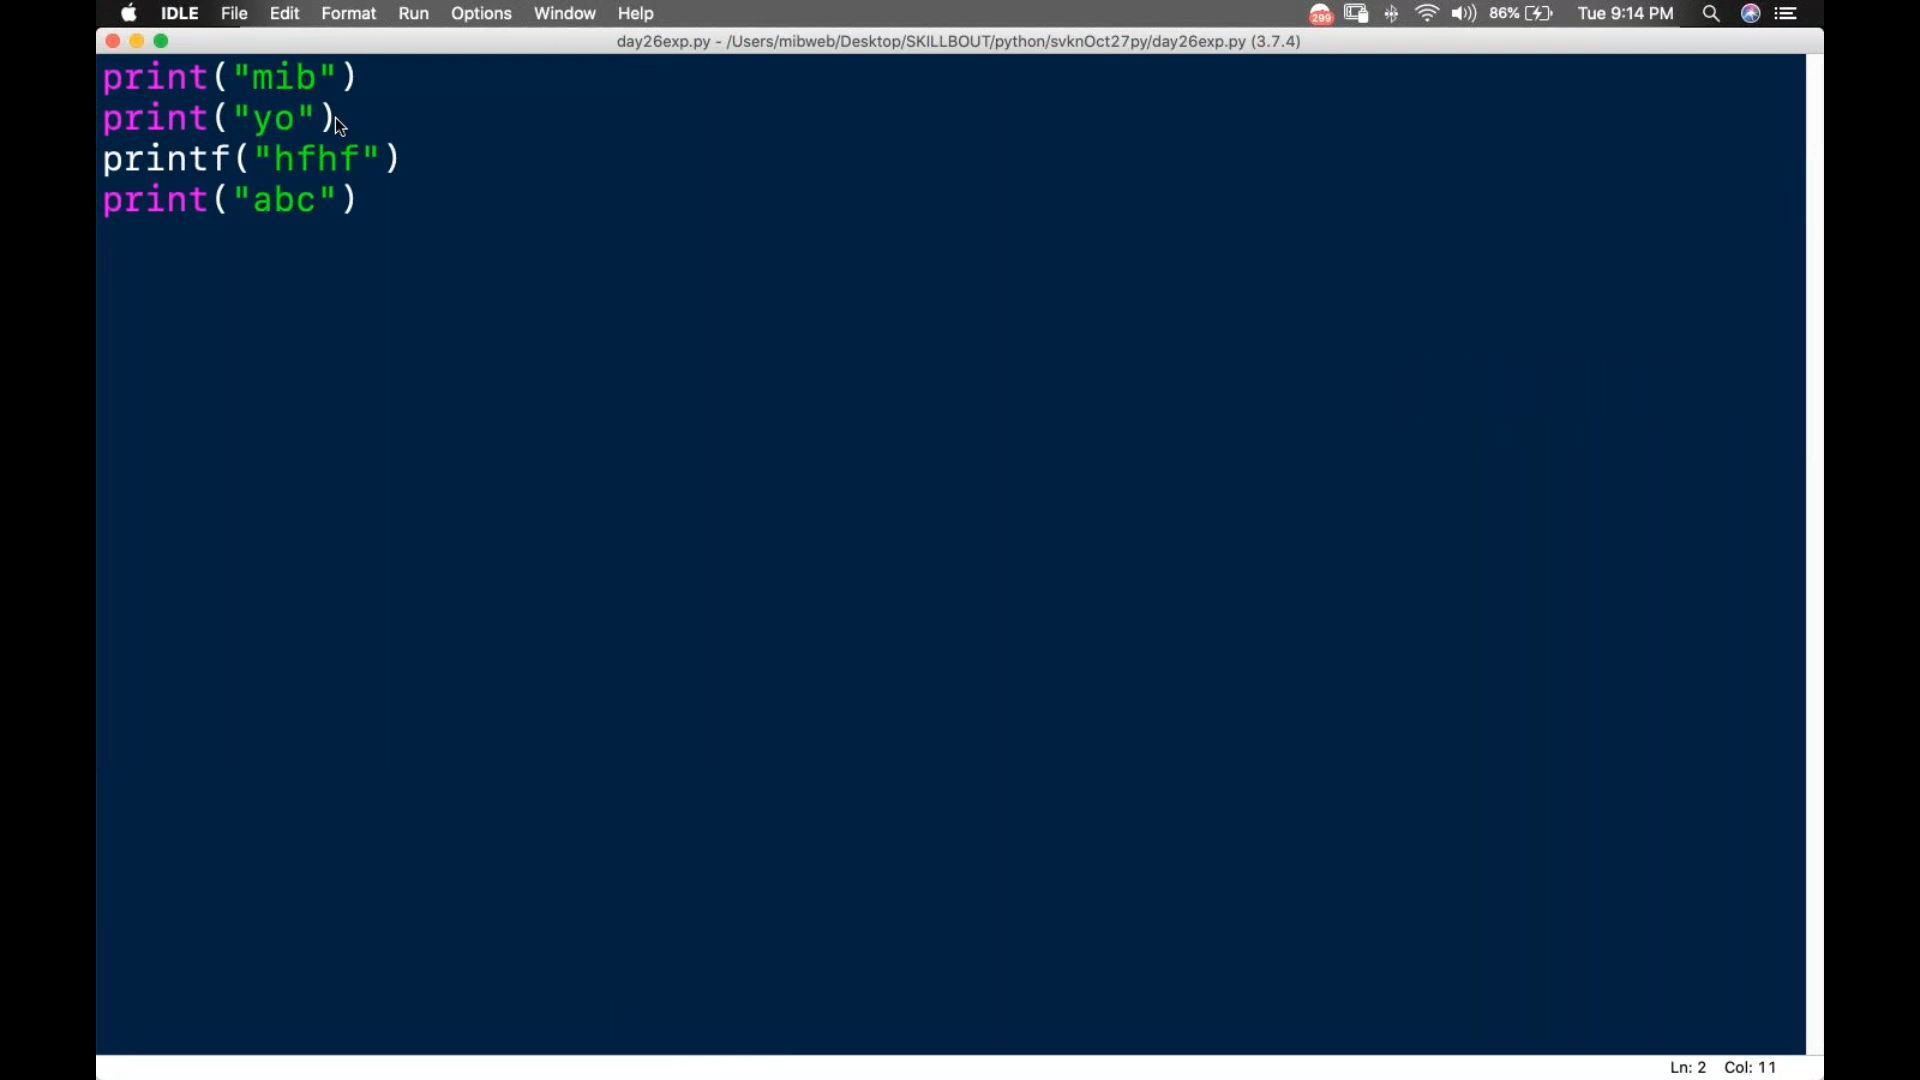 IDLE File Edit Format Run Options Window Help 299 86% Tue 9:14 PM
day26exp.py - /Users/mibweb/Desktop/SKILLBOUT/python/svknOct27py/day26exp.py (3.7.4)
print("mib")
print("yo")
printf("hfhf")
print("abc")
Ln: 2 Col: 11